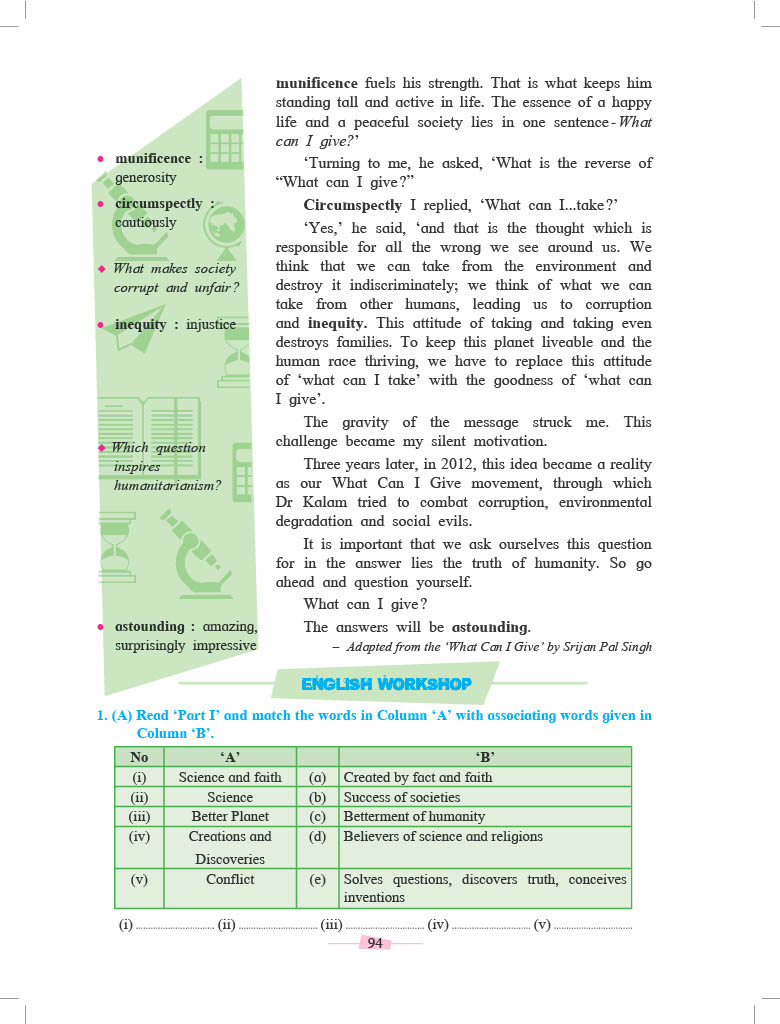 munificence fuels his strength. That is what keeps him
standing tall and active in life. The essence of a happy
life and a peaceful society lies in one sentence-What
can I give?’
‘Turning to me, he asked, ‘What is the reverse of
“What can I give?”
Circumspectly I replied, ‘What can I...take?’
‘Yes,’ he said, ‘and that is the thought which is
responsible for all the wrong we see around us. We
think that we can take from the environment and
destroy it indiscriminately; we think of what we can
take from other humans, leading us to corruption
and inequity. This attitude of taking and taking even
destroys families. To keep this planet liveable and the
human race thriving, we have to replace this attitude
of ‘what can I take’ with the goodness of ‘what can
I give’.
The gravity of the message struck me. This
challenge became my silent motivation.
Three years later, in 2012, this idea became a reality
as our What Can I Give movement, through which
Dr Kalam tried to combat corruption, environmental
degradation and social evils.
It is important that we ask ourselves this question
for in the answer lies the truth of humanity. So go
ahead and question yourself.
What can I give?
The answers will be astounding.
– Adapted from the ‘What Can I Give’ by Srijan Pal Singh
• munificence :
generosity
• circumspectly :
cautiously
◆ What makes society
corrupt and unfair?
• inequity : injustice
◆ Which question
inspires
humanitarianism?
• astounding : amazing,
surprisingly impressive
ENGLISH WORKSHOP
1. (A) Read ‘Part I’ and match the words in Column ‘A’ with associating words given in
Column ‘B’.
No ‘A’ ‘B’
(i) Science and faith (a) Created by fact and faith
(ii) Science (b) Success of societies
(iii) Better Planet (c) Betterment of humanity
(iv) Creations and (d) Believers of science and religions
Discoveries
(v) Conflict (e) Solves questions, discovers truth, conceives
inventions
(i) .............................. (ii) .............................. (iii) .............................. (iv) .............................. (v) ..............................
94